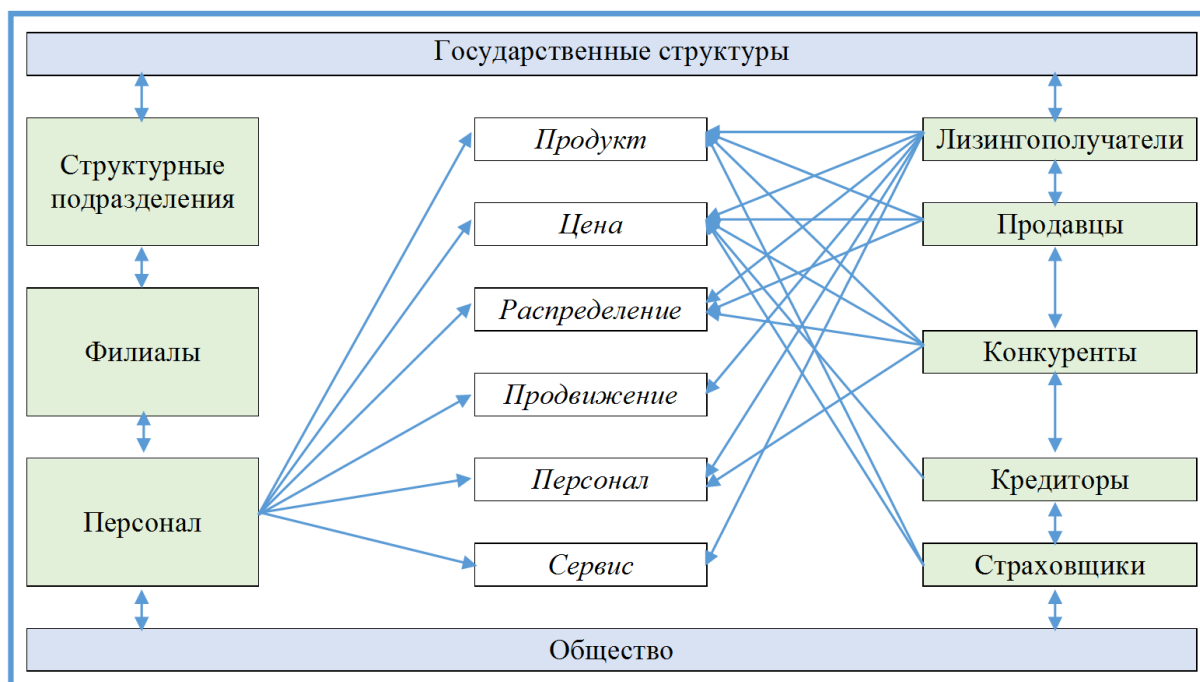 Государственные структуры
Структурные
подразделения
Филиалы
Персонал
Продукт
Цена
Распределение
Продвижение
Персонал
Сервис
Лизингополучатели
Продавцы
Конкуренты
Кредиторы
Страховщики
Общество